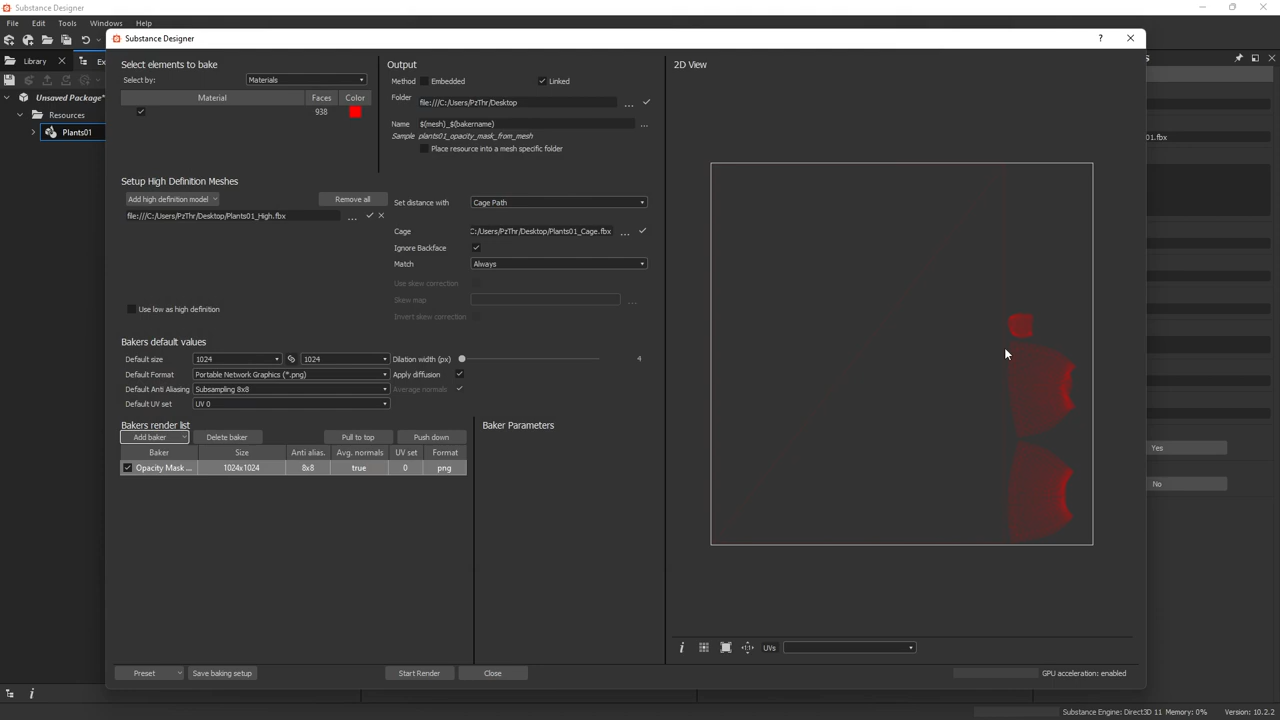 Substance Designer
File Edit Tools Windows Help
Substance Designer
Library
Ex
Unsaved Package*
Resources
Plants01
Select elements to bake
Select by: Materials
Material Faces Color
938
Setup High Definition Meshes
Add high definition model Remove all
file:///C:/Users/PzThr/Desktop/Plants01_High.fbx ...
Use low as high definition
Bakers default values
Default size 1024 1024
Default Format Portable Network Graphics (*.png)
Default Anti Aliasing Subsampling 8x8
Default UV set UV 0
Dilation width (px) 4
Apply diffusion
Average normals
Output
Method Embedded Linked
Folder
file:///C:/Users/PzThr/Desktop ...
Name $(mesh)_$(bakername) ...
Sample plants01_opacity_mask_from_mesh
Place resource into a mesh specific folder
Set distance with Cage Path
Cage C:/Users/PzThr/Desktop/Plants01_Cage.fbx ...
Ignore Backface
Match Always
Use skew correction
Skew map ...
Invert skew correction
Bakers render list
Add baker Delete baker Pull to top Push down
Baker Size Anti alias. Avg. normals UV set Format
Opacity Mask ... 1024x1024 8x8 true 0 png
Baker Parameters
Preset Save baking setup Start Render Close
2D View
UVs
GPU acceleration: enabled
S
01.fbx
Yes
No
Substance Engine: Direct3D 11 Memory: 0% Version: 10.2.2